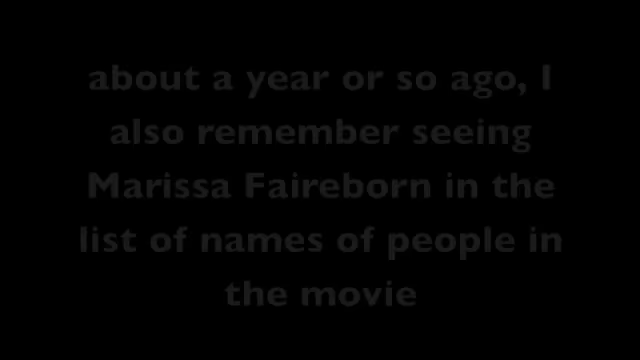 about a year or so ago, I
also remember seeing
Marissa Faireborn in the
list of names of people in
the movie